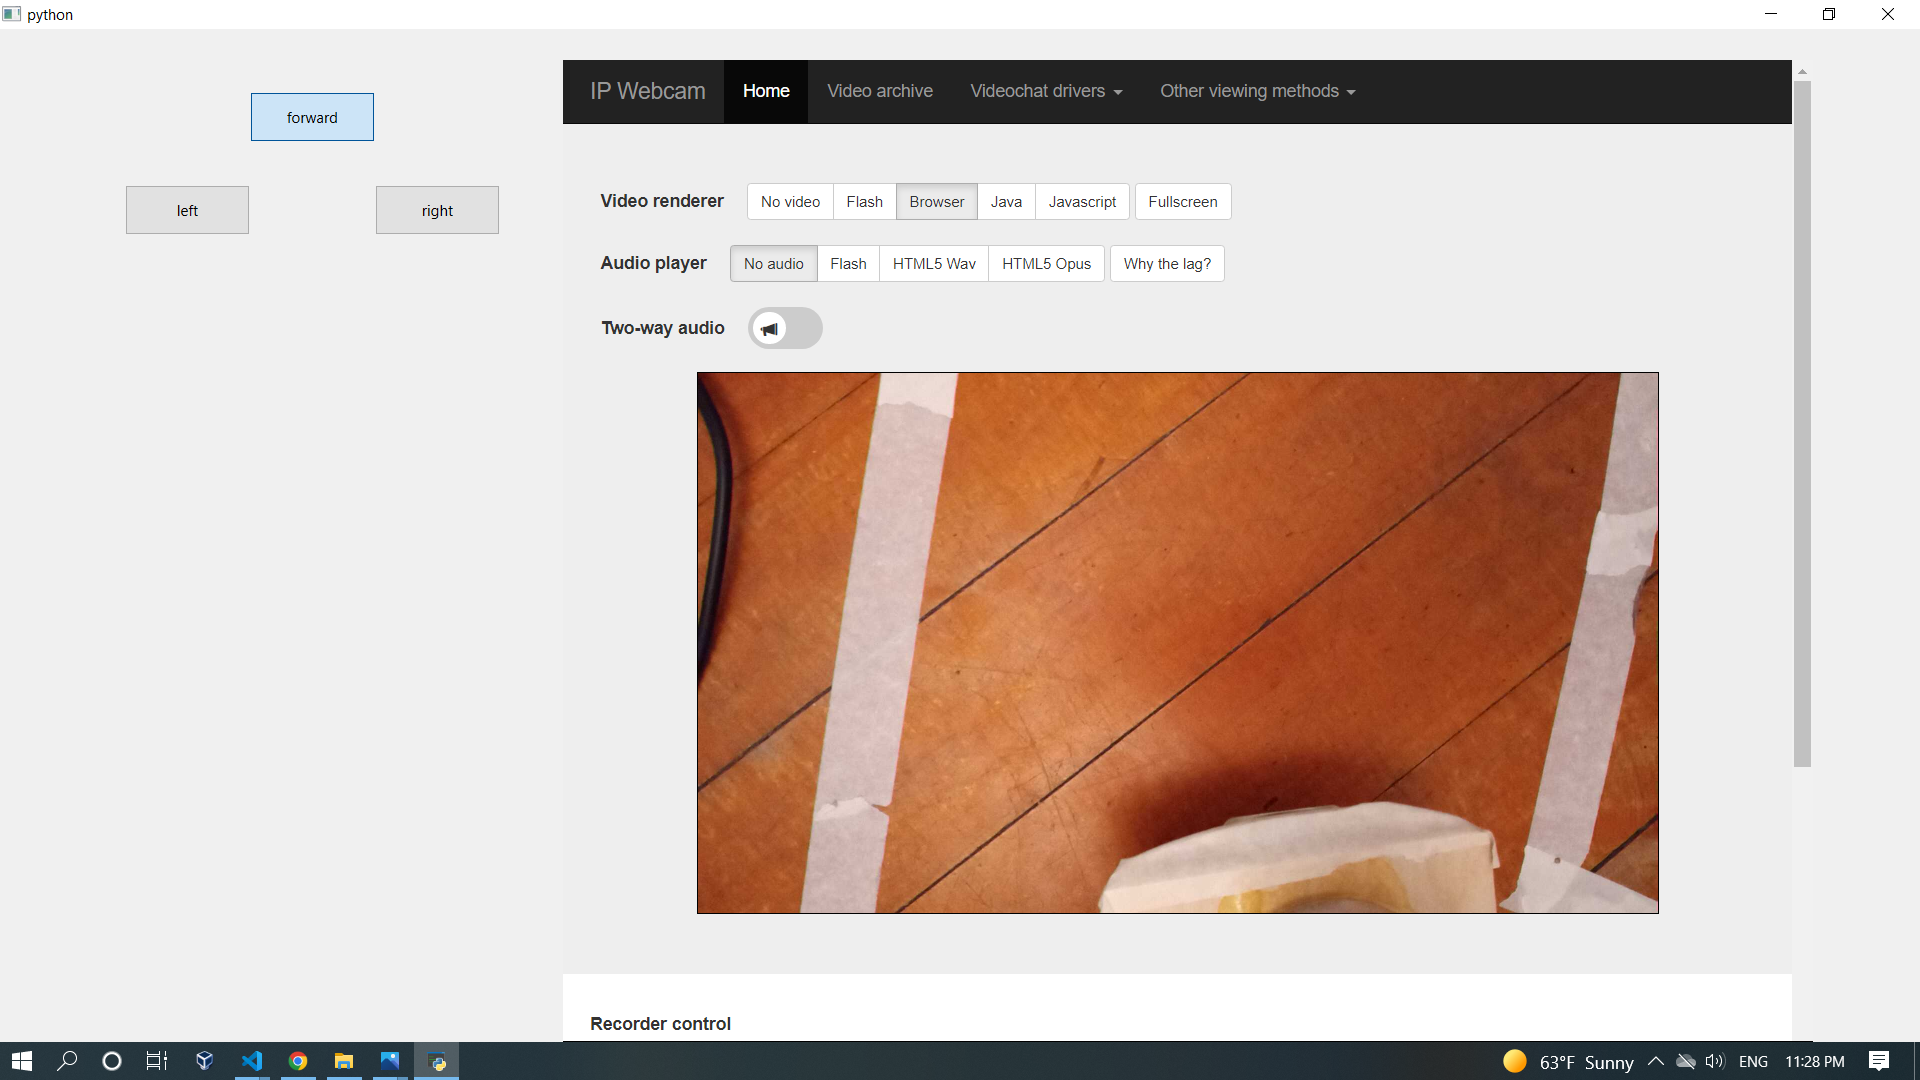 python
forward
left
right
IP Webcam Home Video archive Videochat drivers Other viewing methods
Video renderer No video Flash Browser Java Javascript Fullscreen
Audio player No audio Flash HTML5 Wav HTML5 Opus Why the lag?
Two-way audio
Recorder control
63°F Sunny ENG 11:28 PM